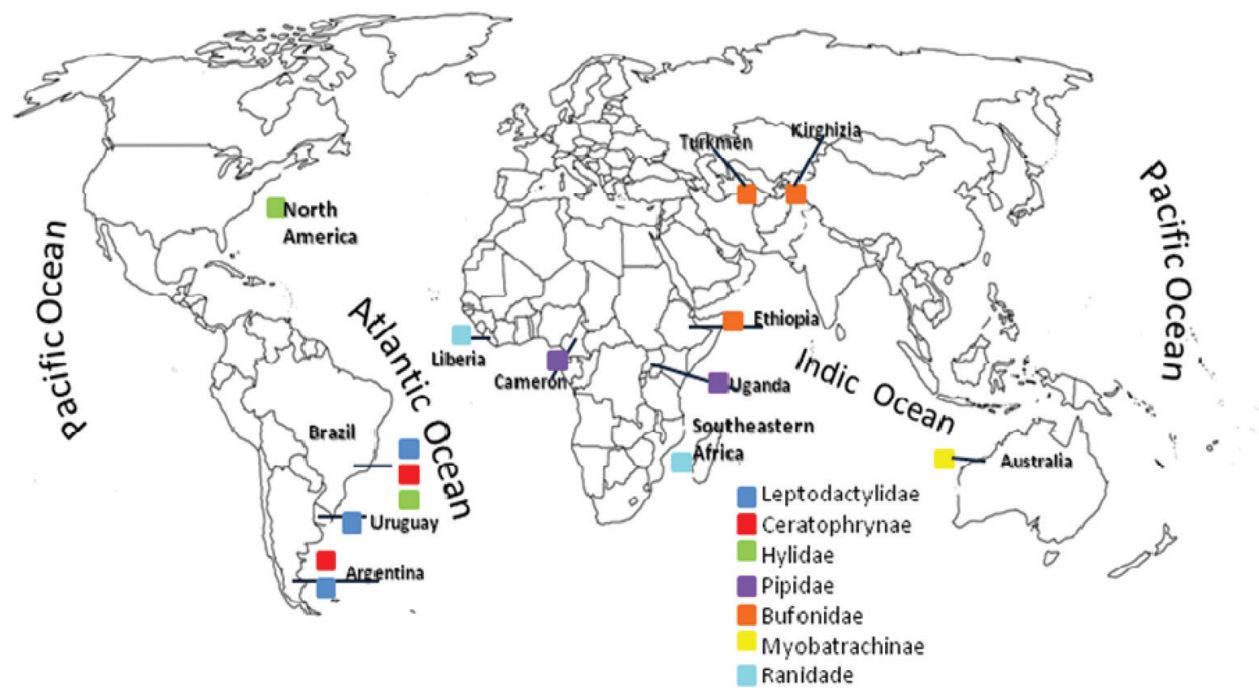 Turkmen
Kirghizia
North
America
Pacific Ocean
Pacific Ocean
Atlantic Ocean
Liberia
Cameron
Ethiopia
Uganda
Indic Ocean
Southeastern
Africa
Brazil
Australia
Uruguay
Argentina
Leptodactylidae
Ceratophrynae
Hylidae
Pipidae
Bufonidae
Myobatrachinae
Ranidade